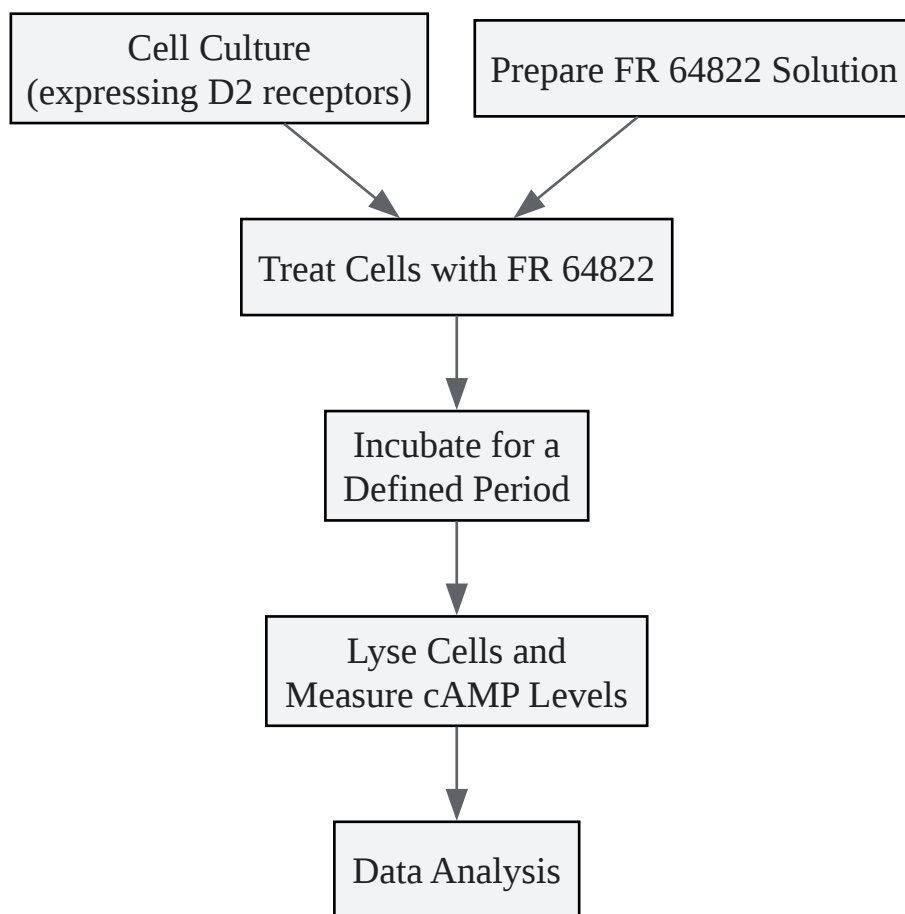 Cell Culture
(expressing D2 receptors)
Prepare FR 64822 Solution
Treat Cells with FR 64822
Incubate for a
Defined Period
Lyse Cells and
Measure cAMP Levels
Data Analysis